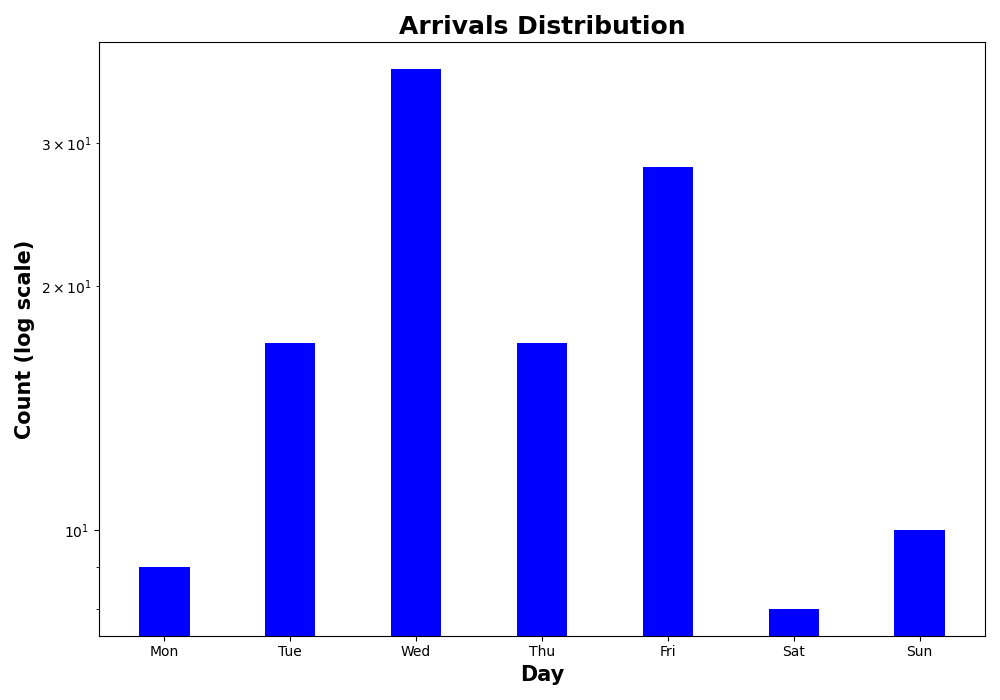 Arrivals Distribution
Count (log scale)
3 × 10¹
2 × 10¹
10¹
Mon Tue Wed Thu Fri Sat Sun
Day